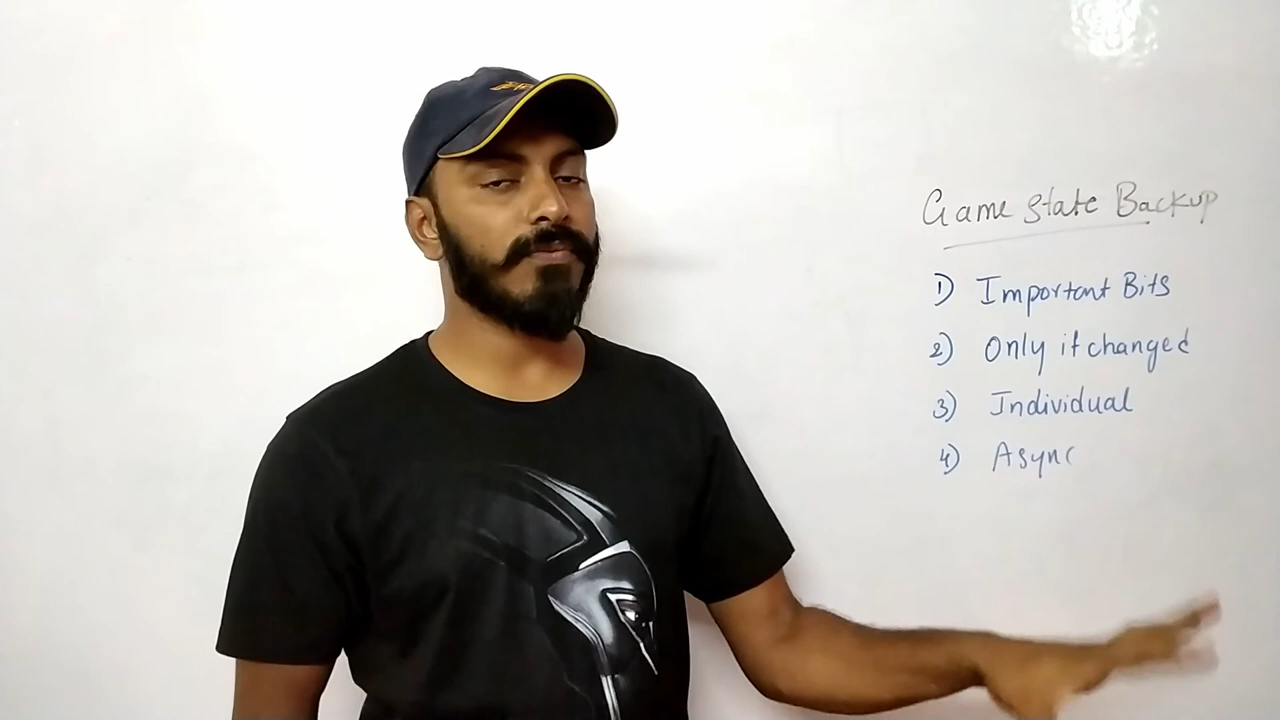 Game State Backup
1) Important Bits
2) Only if changed
3) Individual
4) Async